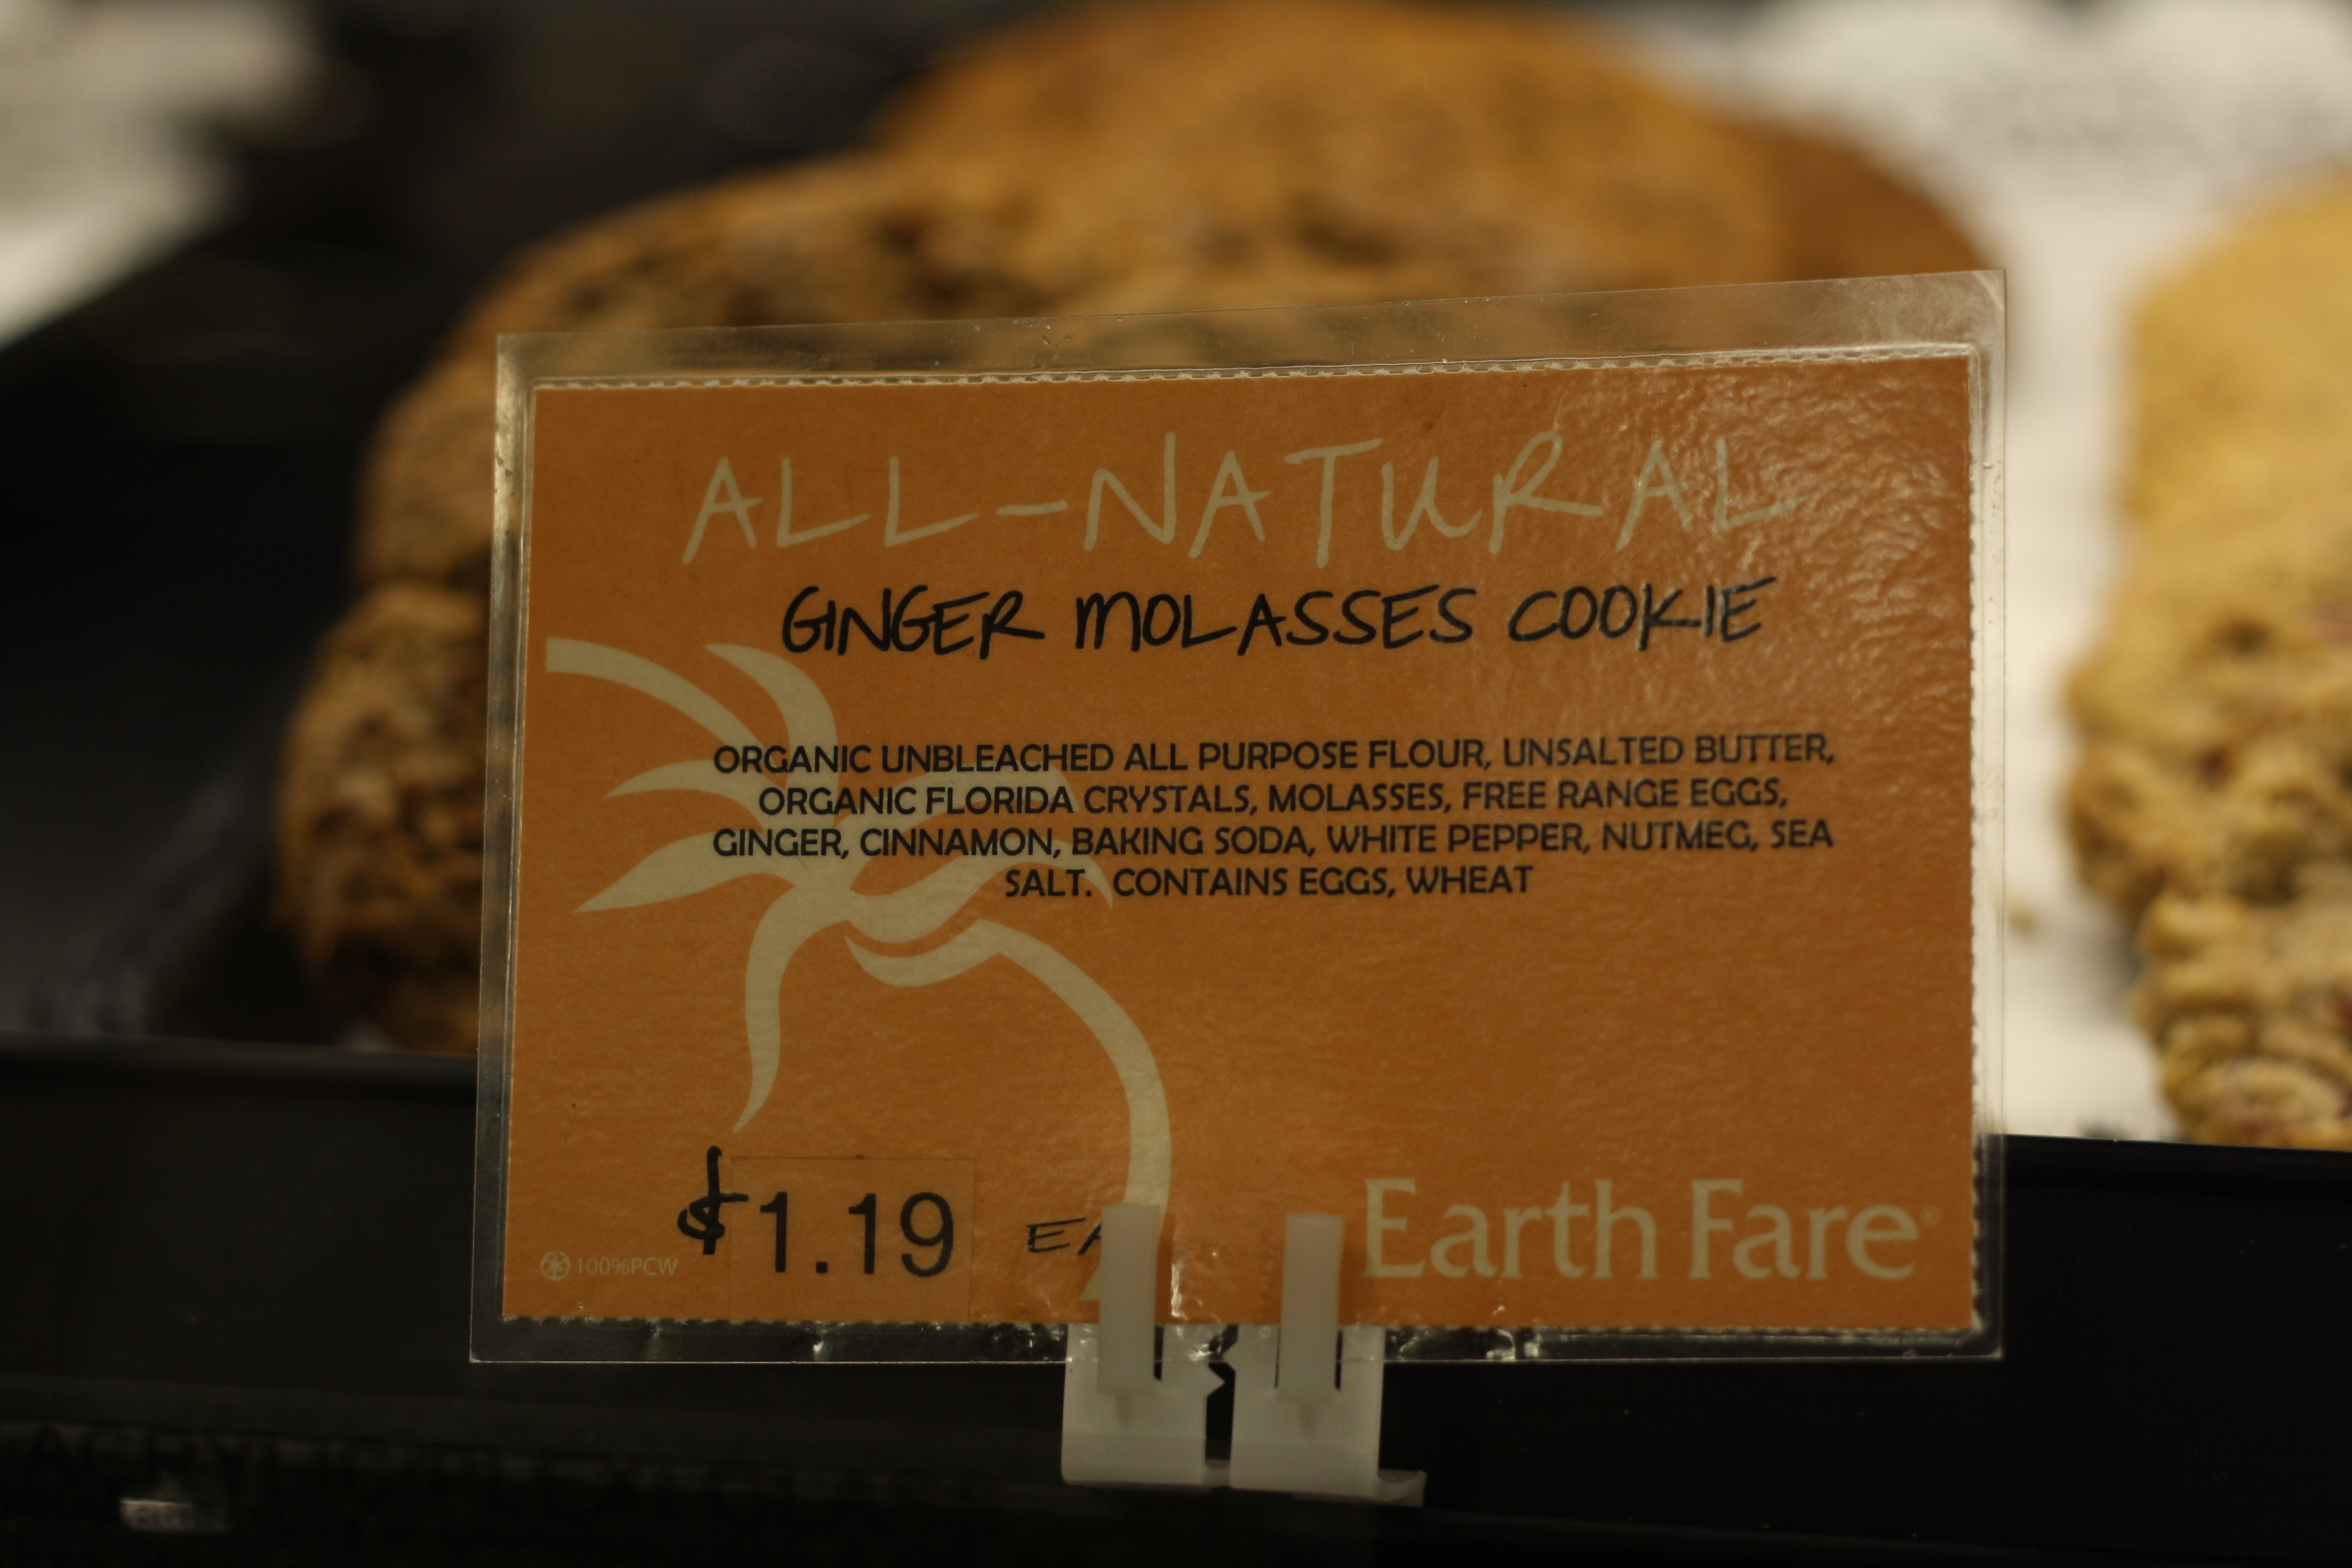 ALL-NATURAL
GINGER MOLASSES COOKIE
ORGANIC UNBLEACHED ALL PURPOSE FLOUR, UNSALTED BUTTER,
ORGANIC FLORIDA CRYSTALS, MOLASSES, FREE RANGE EGGS,
GINGER, CINNAMON, BAKING SODA, WHITE PEPPER, NUTMEG, SEA
SALT. CONTAINS EGGS, WHEAT
$1.19 EA
100%PCW
Earth Fare®